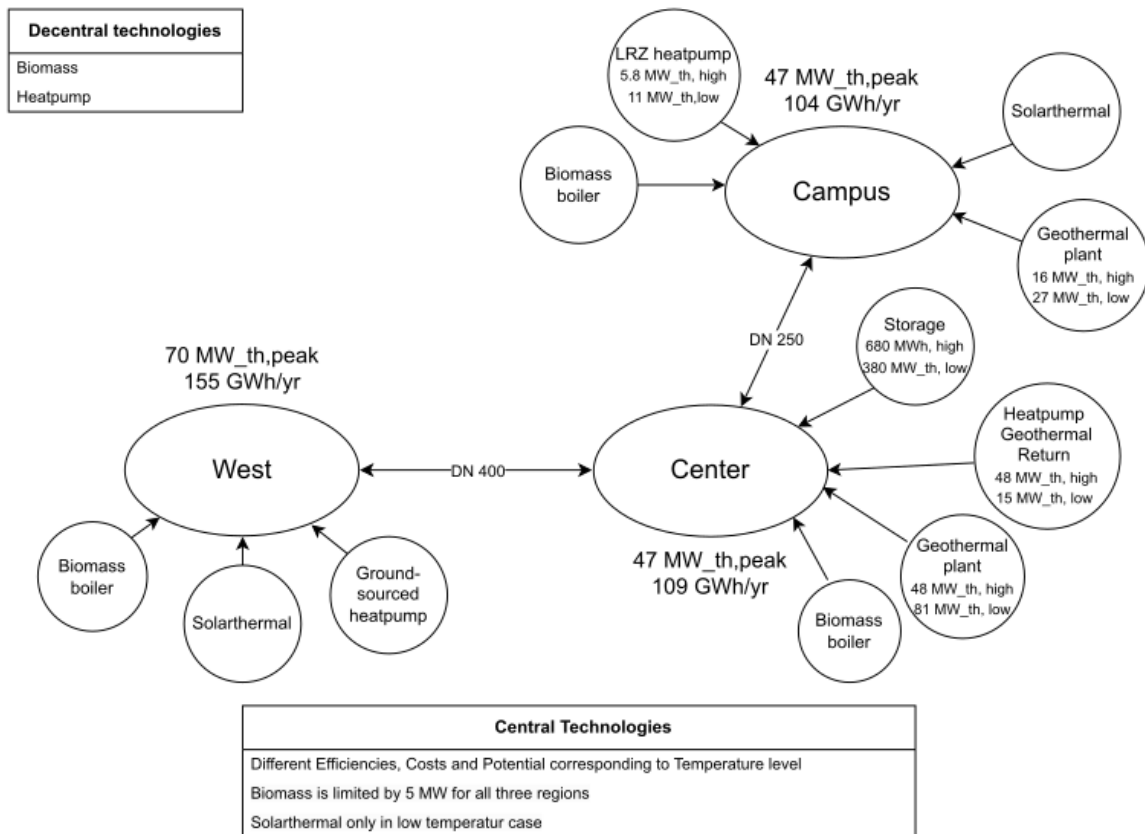 Decentral technologies
Biomass
Heatpump
LRZ heatpump
5.8 MW_th, high
11 MW_th,low
47 MW_th,peak
104 GWh/yr
Solarthermal
Biomass
boiler
Campus
Geothermal
plant
16 MW_th, high
27 MW_th, low
DN 250
Storage
680 MWh, high
380 MW_th, low
70 MW_th,peak
155 GWh/yr
West
DN 400
Center
Heatpump
Geothermal
Return
48 MW_th, high
15 MW_th, low
47 MW_th,peak
109 GWh/yr
Geothermal
plant
48 MW_th, high
81 MW_th, low
Biomass
boiler
Solarthermal
Ground-
sourced
heatpump
Biomass
boiler
Central Technologies
Different Efficiencies, Costs and Potential corresponding to Temperature level
Biomass is limited by 5 MW for all three regions
Solarthermal only in low temperatur case